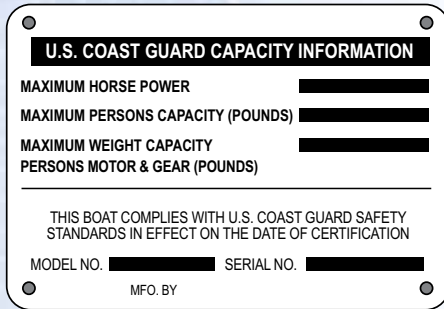 U.S. COAST GUARD CAPACITY INFORMATION
MAXIMUM HORSE POWER
MAXIMUM PERSONS CAPACITY (POUNDS)
MAXIMUM WEIGHT CAPACITY
PERSONS MOTOR & GEAR (POUNDS)
THIS BOAT COMPLIES WITH U.S. COAST GUARD SAFETY
STANDARDS IN EFFECT ON THE DATE OF CERTIFICATION
MODEL NO. SERIAL NO.
MFO. BY